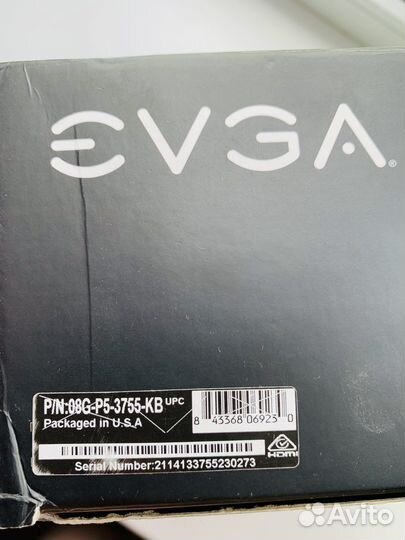 EVGA®
P/N:08G-P5-3755-KB UPC
Packaged in U.S.A
8 43368 06923 0
HDMI
Serial Number:2114133755230273
Avito